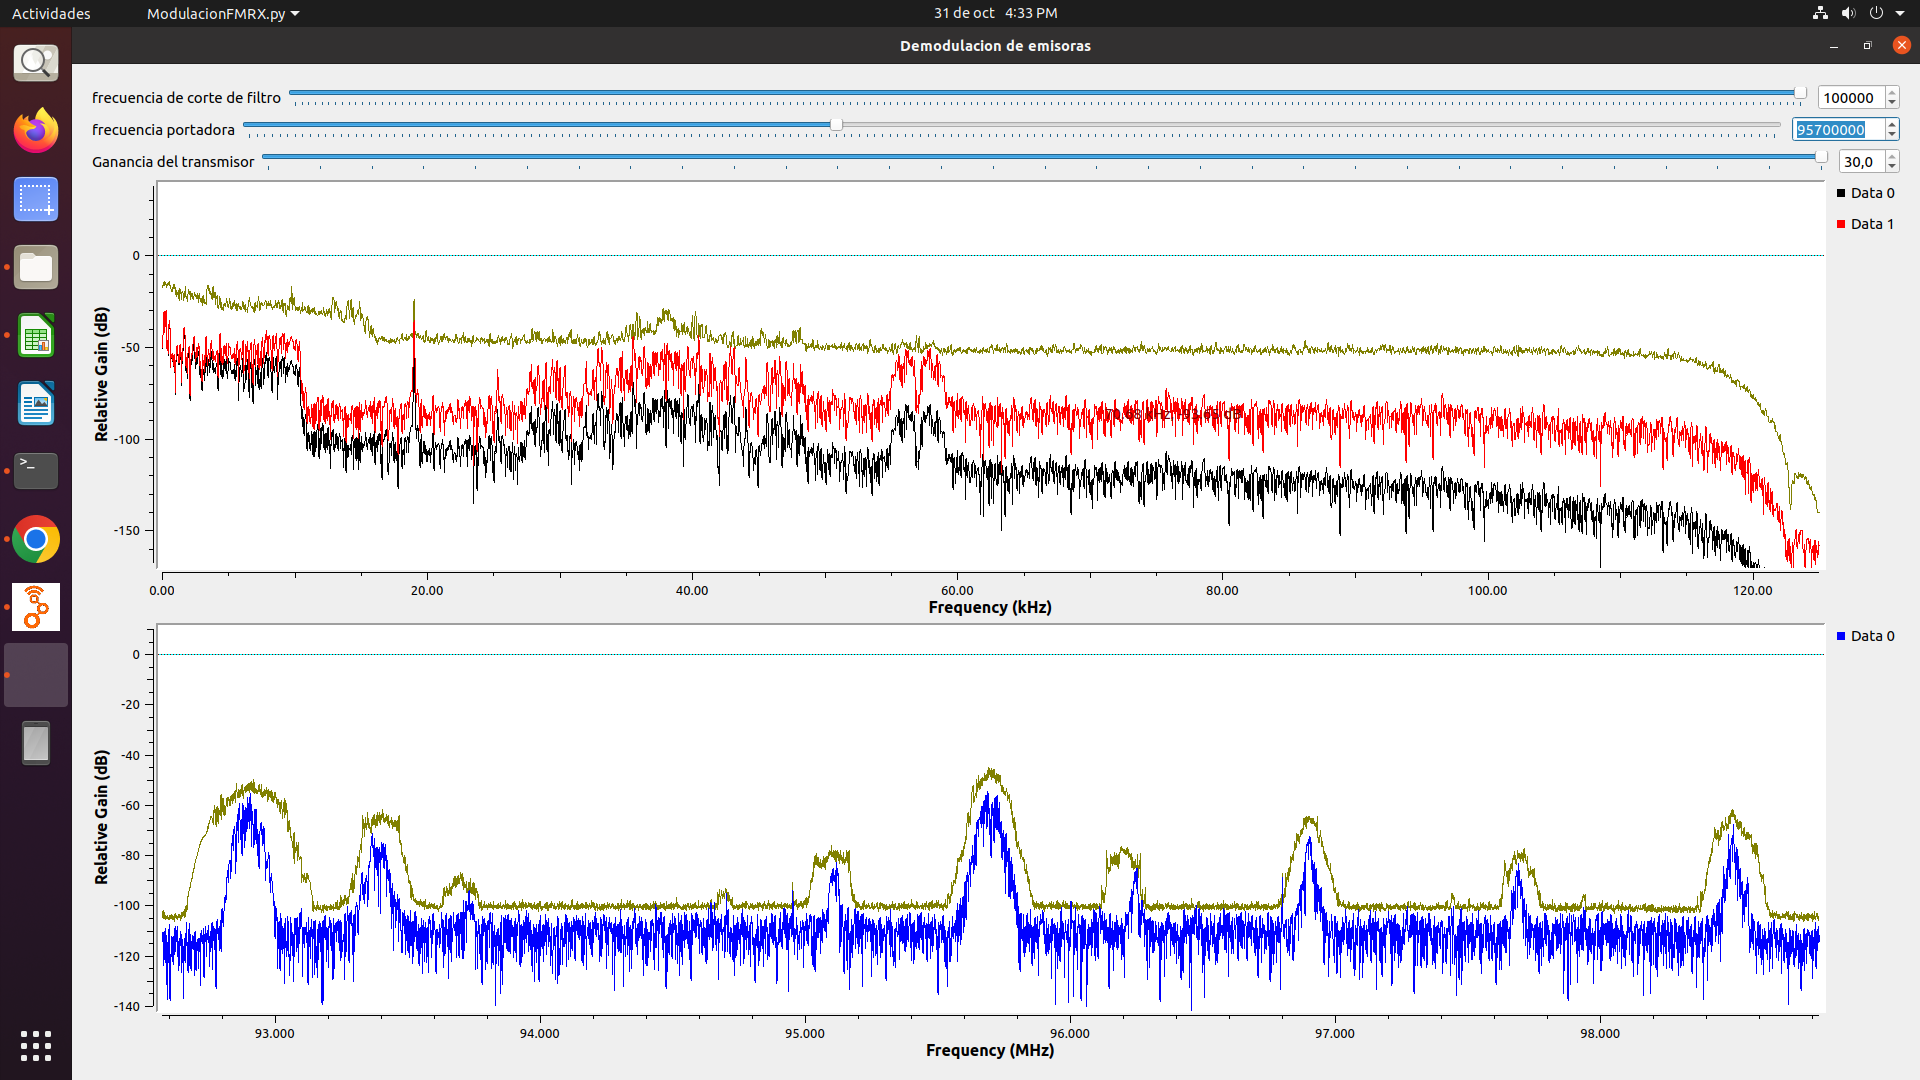 Actividades
ModulacionFMRX.py
31 de oct 4:33 PM
Demodulacion de emisoras
frecuencia de corte de filtro
100000
frecuencia portadora
95700000
Ganancia del transmisor
30,0
Data 0
Data 1
Relative Gain (dB)
0
-50
-100
-150
0.00 20.00 40.00 60.00 80.00 100.00 120.00
Frequency (kHz)
Data 0
Relative Gain (dB)
0
-20
-40
-60
-80
-100
-120
-140
93.000 94.000 95.000 96.000 97.000 98.000
Frequency (MHz)